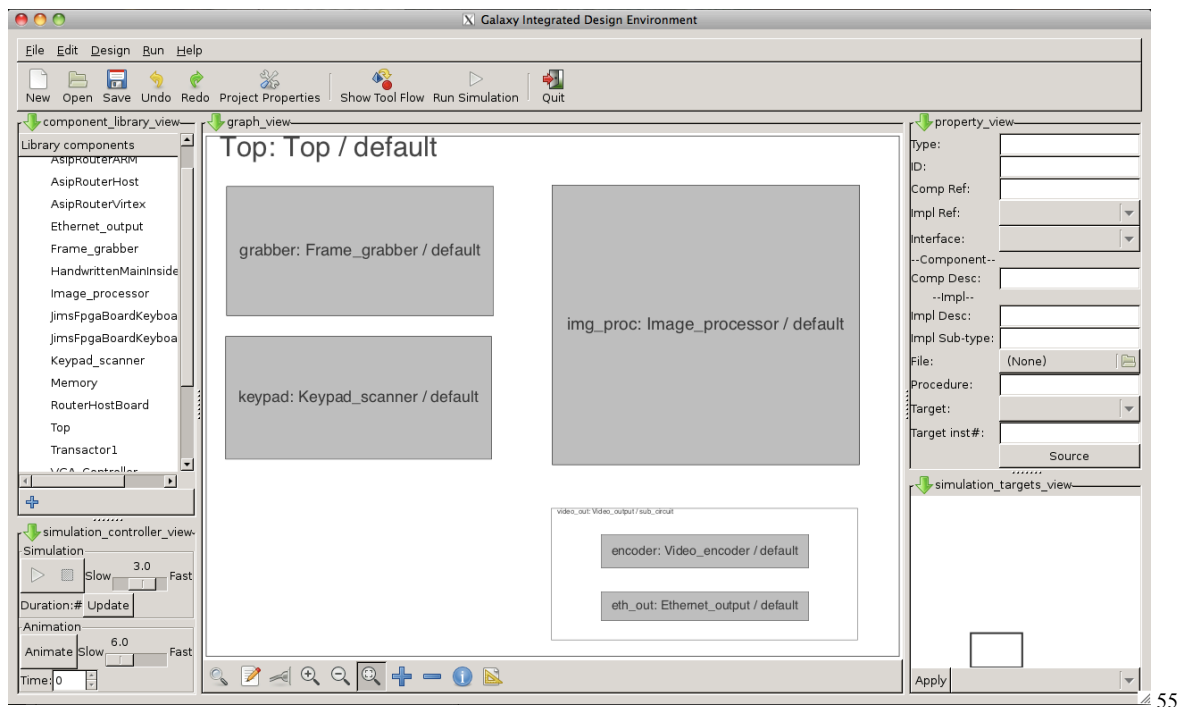 Galaxy Integrated Design Environment
File Edit Design Run Help
New Open Save Undo Redo Project Properties Show Tool Flow Run Simulation Quit
component_library_view
Library components
AsipRouterARM
AsipRouterHost
AsipRouterVirtex
Ethernet_output
Frame_grabber
HandwrittenMainInside
Image_processor
JimsFpgaBoardKeyboa
JimsFpgaBoardKeyboa
Keypad_scanner
Memory
RouterHostBoard
Top
Transactor1
VGA_Controller
simulation_controller_view
Simulation
Slow 3.0 Fast
Duration:# Update
Animation
Animate Slow 6.0 Fast
Time: 0
graph_view
Top: Top / default
grabber: Frame_grabber / default
keypad: Keypad_scanner / default
img_proc: Image_processor / default
video_out: Video_output / sub_circuit
encoder: Video_encoder / default
eth_out: Ethernet_output / default
property_view
Type:
ID:
Comp Ref:
Impl Ref:
Interface:
--Component--
Comp Desc:
--Impl--
Impl Desc:
Impl Sub-type:
File: (None)
Procedure:
Target:
Target inst#:
Source
simulation_targets_view
Apply
55